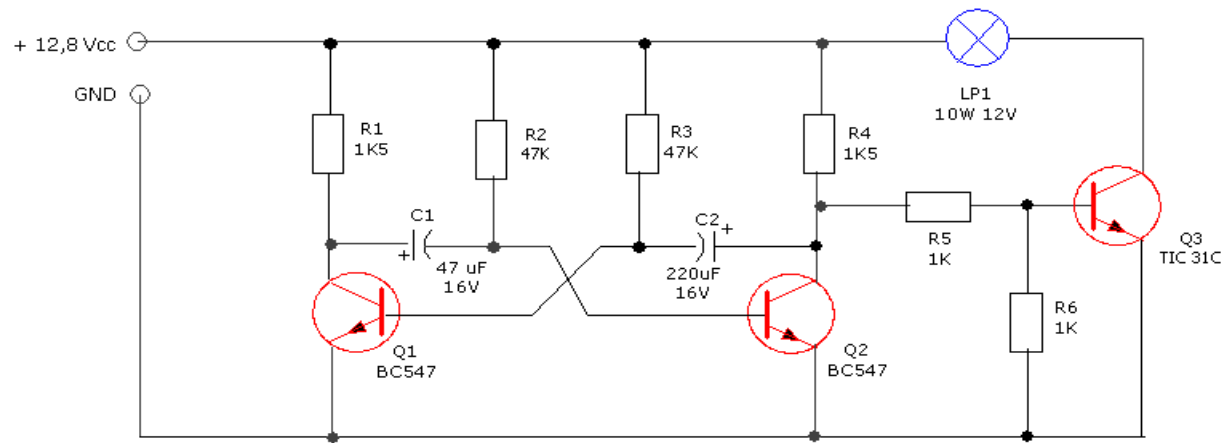 + 12,8 Vcc
GND
LP1
10W 12V
R1
1K5
R2
47K
R3
47K
R4
1K5
C1
+
47 uF
16V
C2
+
220uF
16V
R5
1K
R6
1K
Q1
BC547
Q2
BC547
Q3
TIC 31C